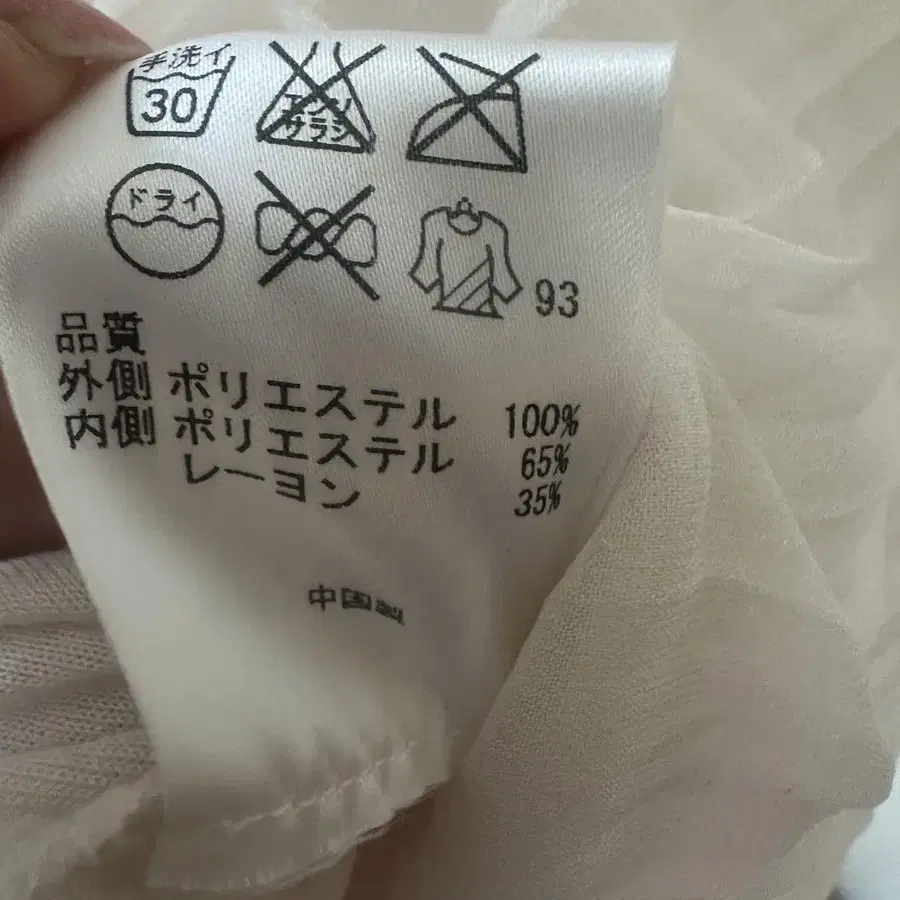 手洗イ
30
エンソ
サラシ
ドライ
93
品質
外側 ポリエステル 100%
内側 ポリエステル 65%
レーヨン 35%
中国製